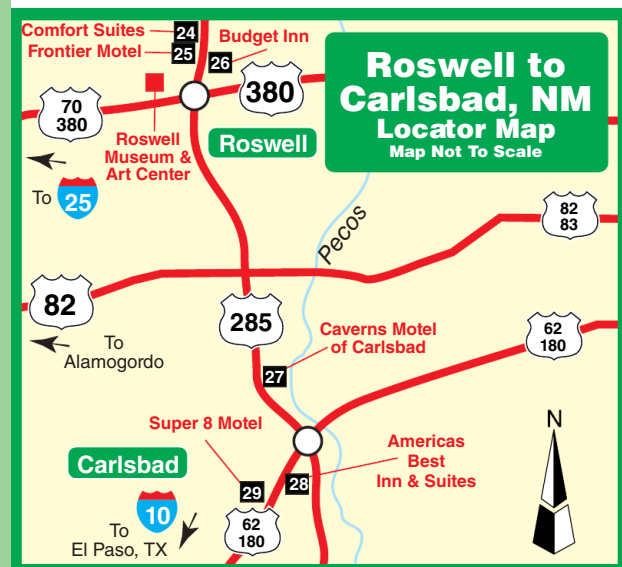 Comfort Suites 24
Frontier Motel 25
Budget Inn
26
Roswell to
Carlsbad, NM
Locator Map
Map Not To Scale
70
380
380
Roswell
Museum &
Art Center
Roswell
To 25
Pecos
82
83
82
To
Alamogordo
285
62
180
Caverns Motel
of Carlsbad
27
Super 8 Motel
Americas
Best
Inn & Suites
N
Carlsbad
29
28
10
62
180
To
El Paso, TX